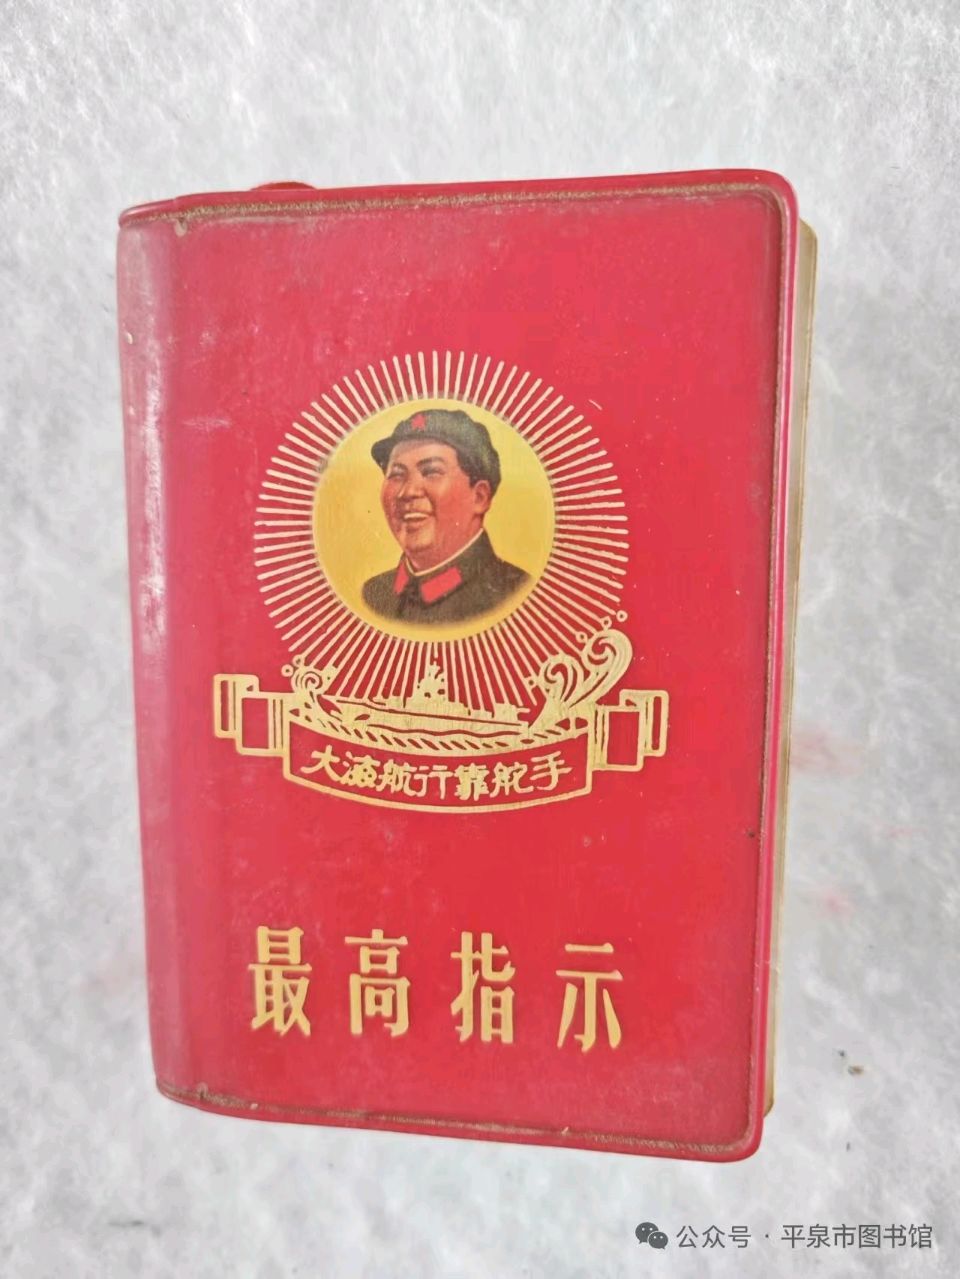 大海航行靠舵手
最高指示
公众号·平泉市图书馆